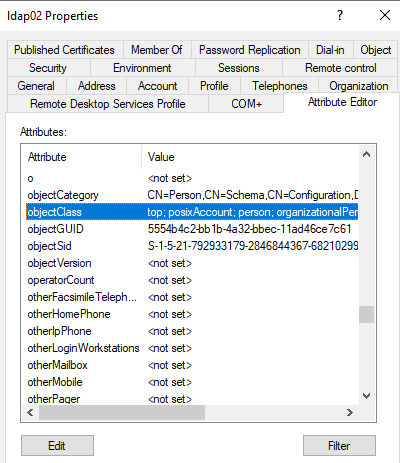 ldap02 Properties
Published Certificates Member Of Password Replication Dial-in Object
Security Environment Sessions Remote control
General Address Account Profile Telephones Organization
Remote Desktop Services Profile COM+ Attribute Editor
Attributes:
Attribute Value
o <not set>
objectCategory CN=Person,CN=Schema,CN=Configuration,D
objectClass top; posixAccount; person; organizationalPer
objectGUID 5554b4c2-bb1b-4a32-bbec-11ad46ce7c61
objectSid S-1-5-21-792933179-2846844367-68210299
objectVersion <not set>
operatorCount <not set>
otherFacsimileTeleph... <not set>
otherHomePhone <not set>
otherIpPhone <not set>
otherLoginWorkstations <not set>
otherMailbox <not set>
otherMobile <not set>
otherPager <not set>
Edit Filter